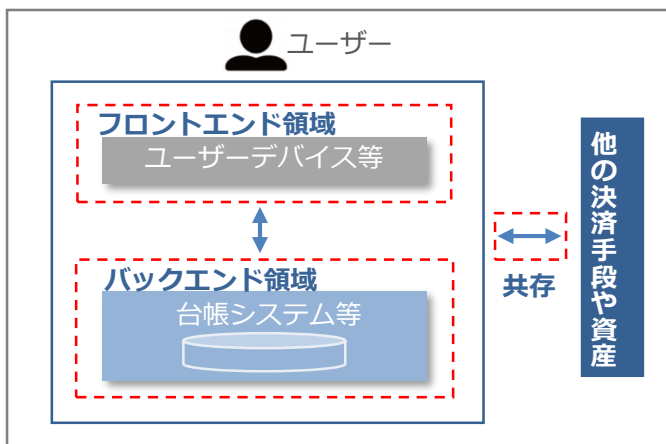 ユーザー
フロントエンド領域
ユーザーデバイス等
バックエンド領域
台帳システム等
共存
他の決済手段や資産